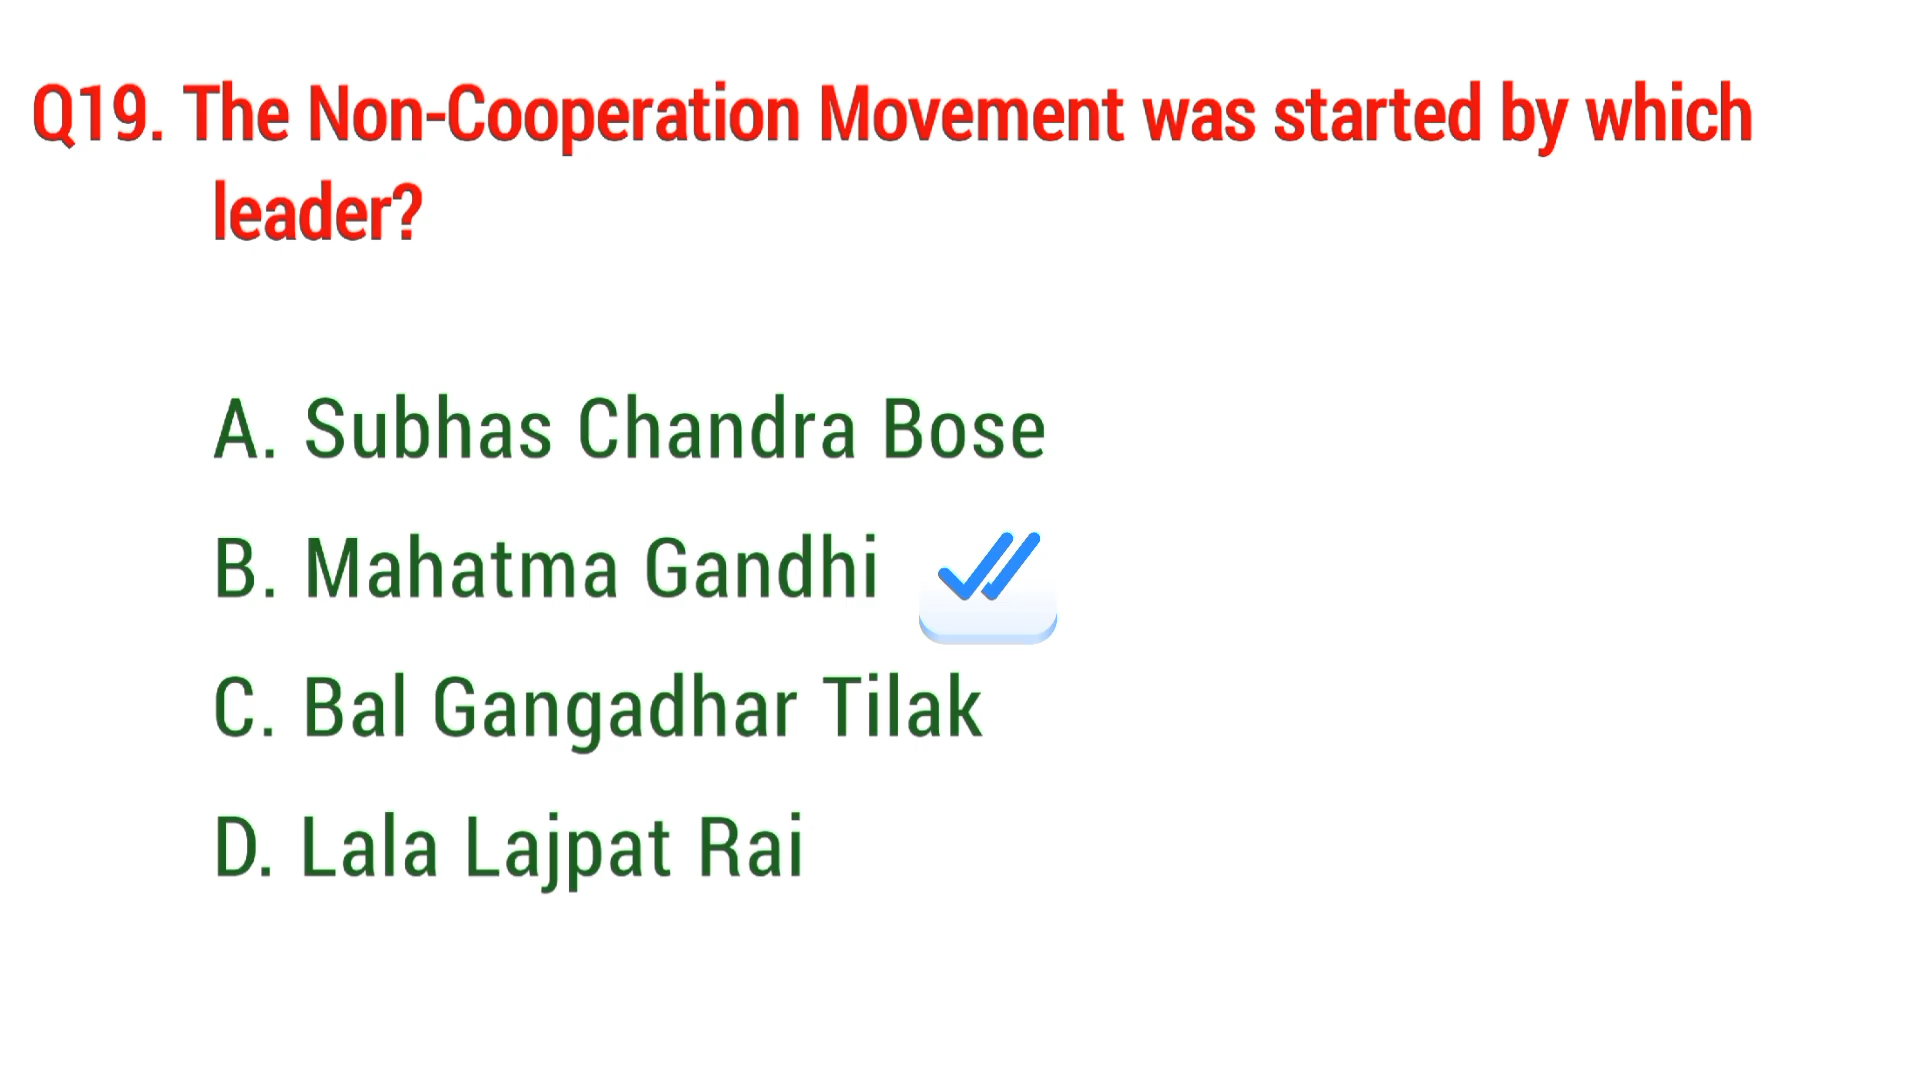 Q19. The Non-Cooperation Movement was started by which
leader?
A. Subhas Chandra Bose
B. Mahatma Gandhi
C. Bal Gangadhar Tilak
D. Lala Lajpat Rai